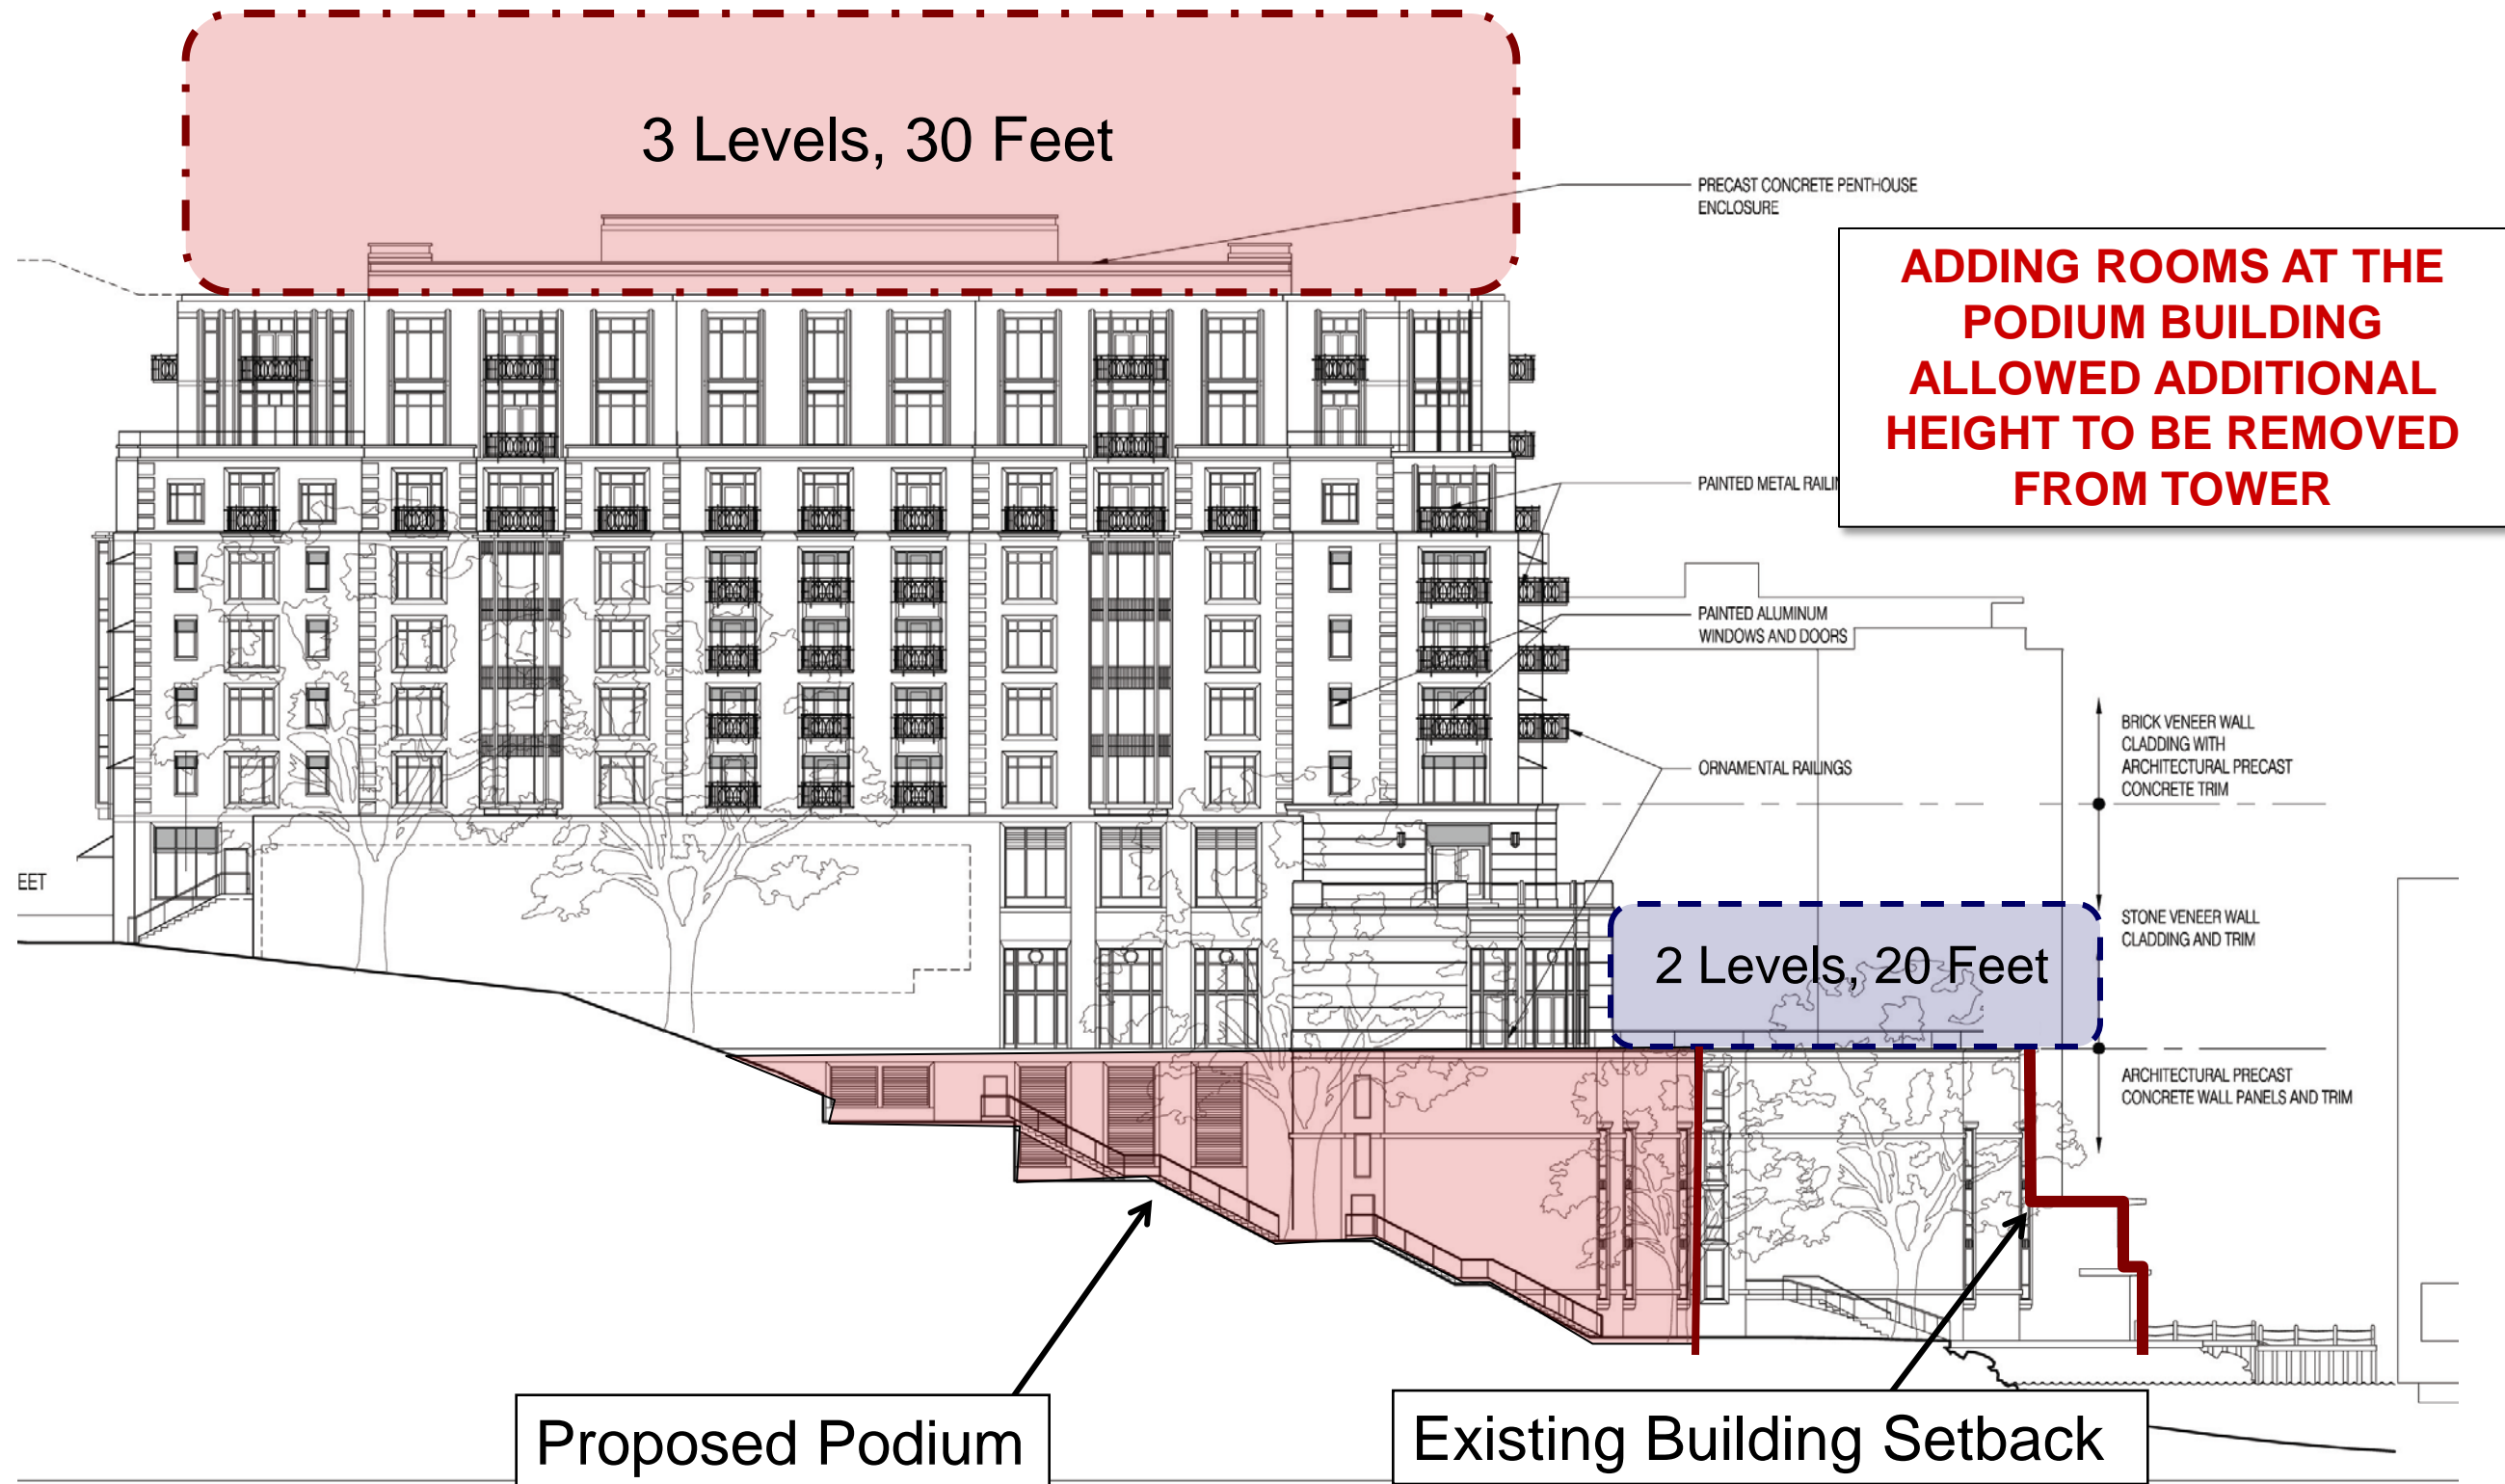 3 Levels, 30 Feet
PRECAST CONCRETE PENTHOUSE
ENCLOSURE
ADDING ROOMS AT THE
PODIUM BUILDING
ALLOWED ADDITIONAL
HEIGHT TO BE REMOVED
FROM TOWER
PAINTED METAL RAILIN
PAINTED ALUMINUM
WINDOWS AND DOORS
BRICK VENEER WALL
CLADDING WITH
ARCHITECTURAL PRECAST
CONCRETE TRIM
ORNAMENTAL RAILINGS
EET
STONE VENEER WALL
CLADDING AND TRIM
2 Levels, 20 Feet
ARCHITECTURAL PRECAST
CONCRETE WALL PANELS AND TRIM
Proposed Podium
Existing Building Setback